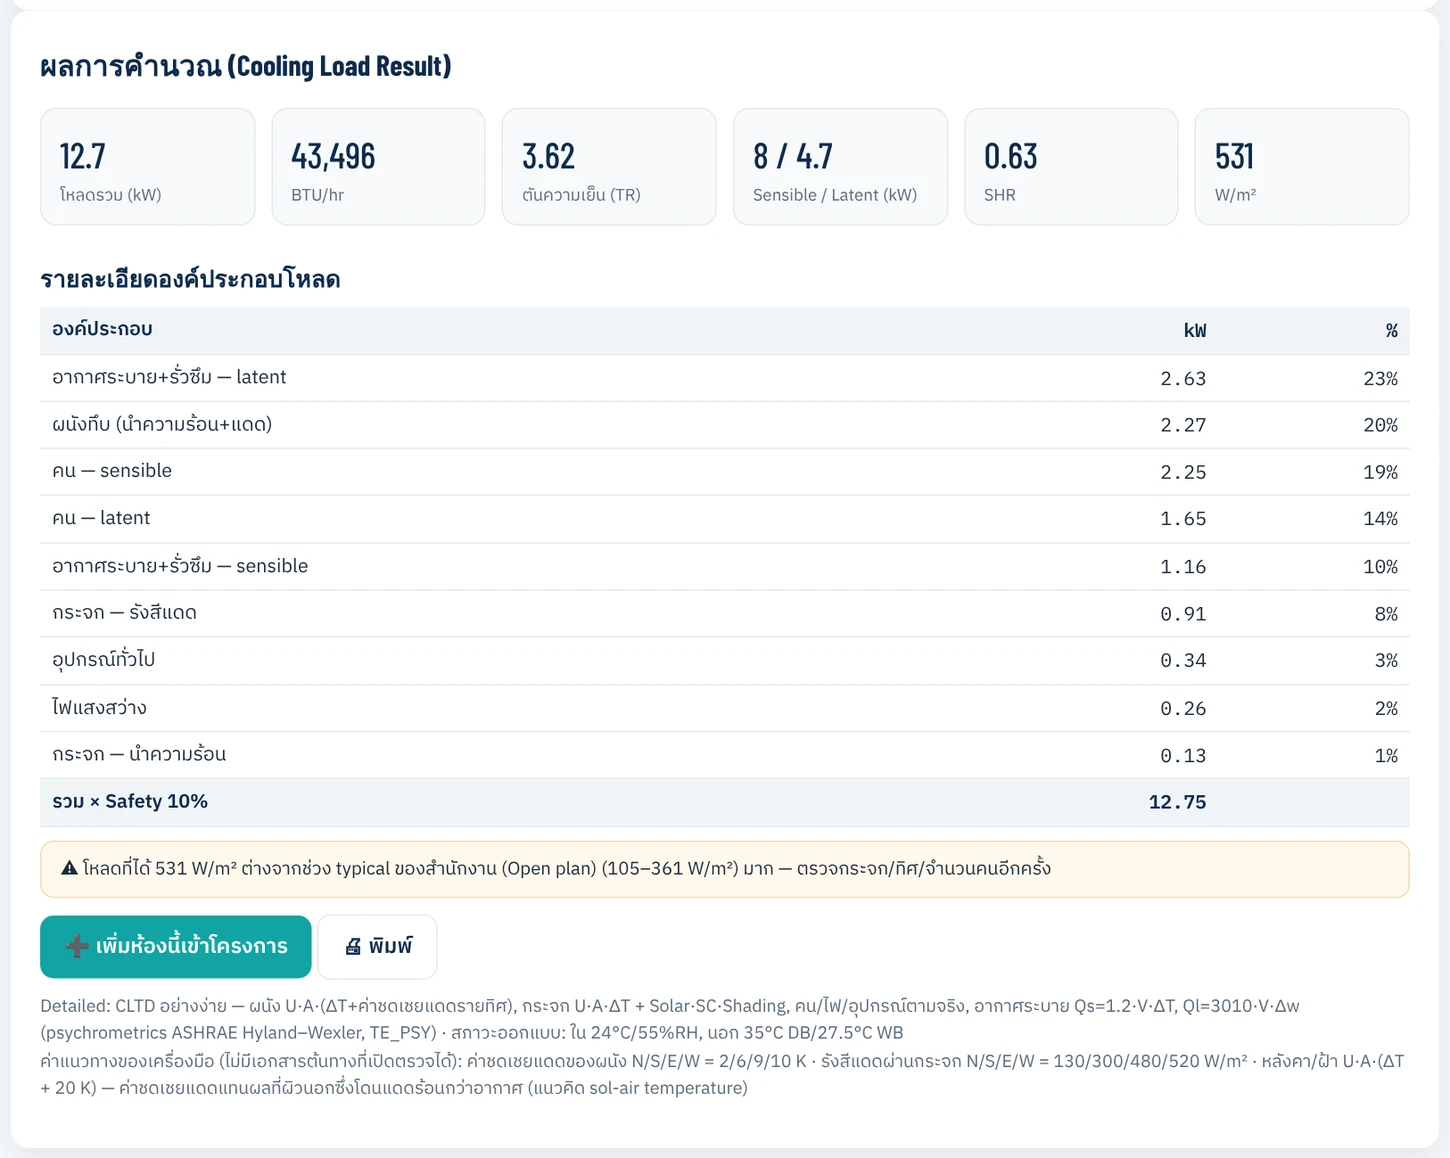 ผลการคำนวณ (Cooling Load Result)
12.7
โหลดรวม (kW)
43,496
BTU/hr
3.62
ตันความเย็น (TR)
8 / 4.7
Sensible / Latent (kW)
0.63
SHR
531
W/m²
รายละเอียดองค์ประกอบโหลด
องค์ประกอบ kW %
อากาศระบาย+รั่วซึม — latent 2.63 23%
ผนังทึบ (นำความร้อน+แดด) 2.27 20%
คน — sensible 2.25 19%
คน — latent 1.65 14%
อากาศระบาย+รั่วซึม — sensible 1.16 10%
กระจก — รังสีแดด 0.91 8%
อุปกรณ์ทั่วไป 0.34 3%
ไฟแสงสว่าง 0.26 2%
กระจก — นำความร้อน 0.13 1%
รวม × Safety 10% 12.75
⚠ โหลดที่ได้ 531 W/m² ต่างจากช่วง typical ของสำนักงาน (Open plan) (105–361 W/m²) มาก — ตรวจกระจก/ทิศ/จำนวนคนอีกครั้ง
➕ เพิ่มห้องนี้เข้าโครงการ
🖨 พิมพ์
Detailed: CLTD อย่างง่าย — ผนัง U·A·(ΔT+ค่าชดเชยแดดรายทิศ), กระจก U·A·ΔT + Solar·SC·Shading, คน/ไฟ/อุปกรณ์ตามจริง, อากาศระบาย Qs=1.2·V·ΔT, Ql=3010·V·Δw
(psychrometrics ASHRAE Hyland–Wexler, TE_PSY) · สภาวะออกแบบ: ใน 24°C/55%RH, นอก 35°C DB/27.5°C WB
ค่าแนวทางของเครื่องมือ (ไม่มีเอกสารต้นทางที่เปิดตรวจได้): ค่าชดเชยแดดของผนัง N/S/E/W = 2/6/9/10 K · รังสีแดดผ่านกระจก N/S/E/W = 130/300/480/520 W/m² · หลังคา/ฝ้า U·A·(ΔT
+ 20 K) — ค่าชดเชยแดดแทนผลที่ผิวนอกซึ่งโดนแดดร้อนกว่าอากาศ (แนวคิด sol-air temperature)